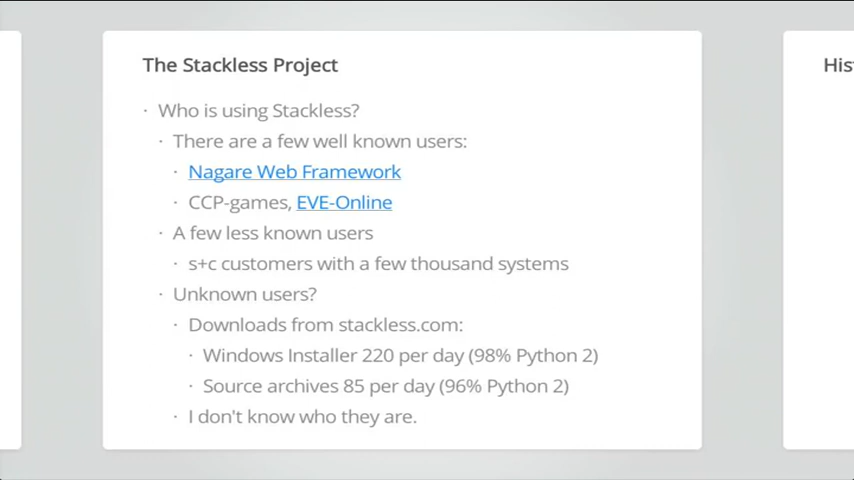 The Stackless Project
· Who is using Stackless?
· There are a few well known users:
· Nagare Web Framework
· CCP-games, EVE-Online
· A few less known users
· s+c customers with a few thousand systems
· Unknown users?
· Downloads from stackless.com:
· Windows Installer 220 per day (98% Python 2)
· Source archives 85 per day (96% Python 2)
· I don't know who they are.